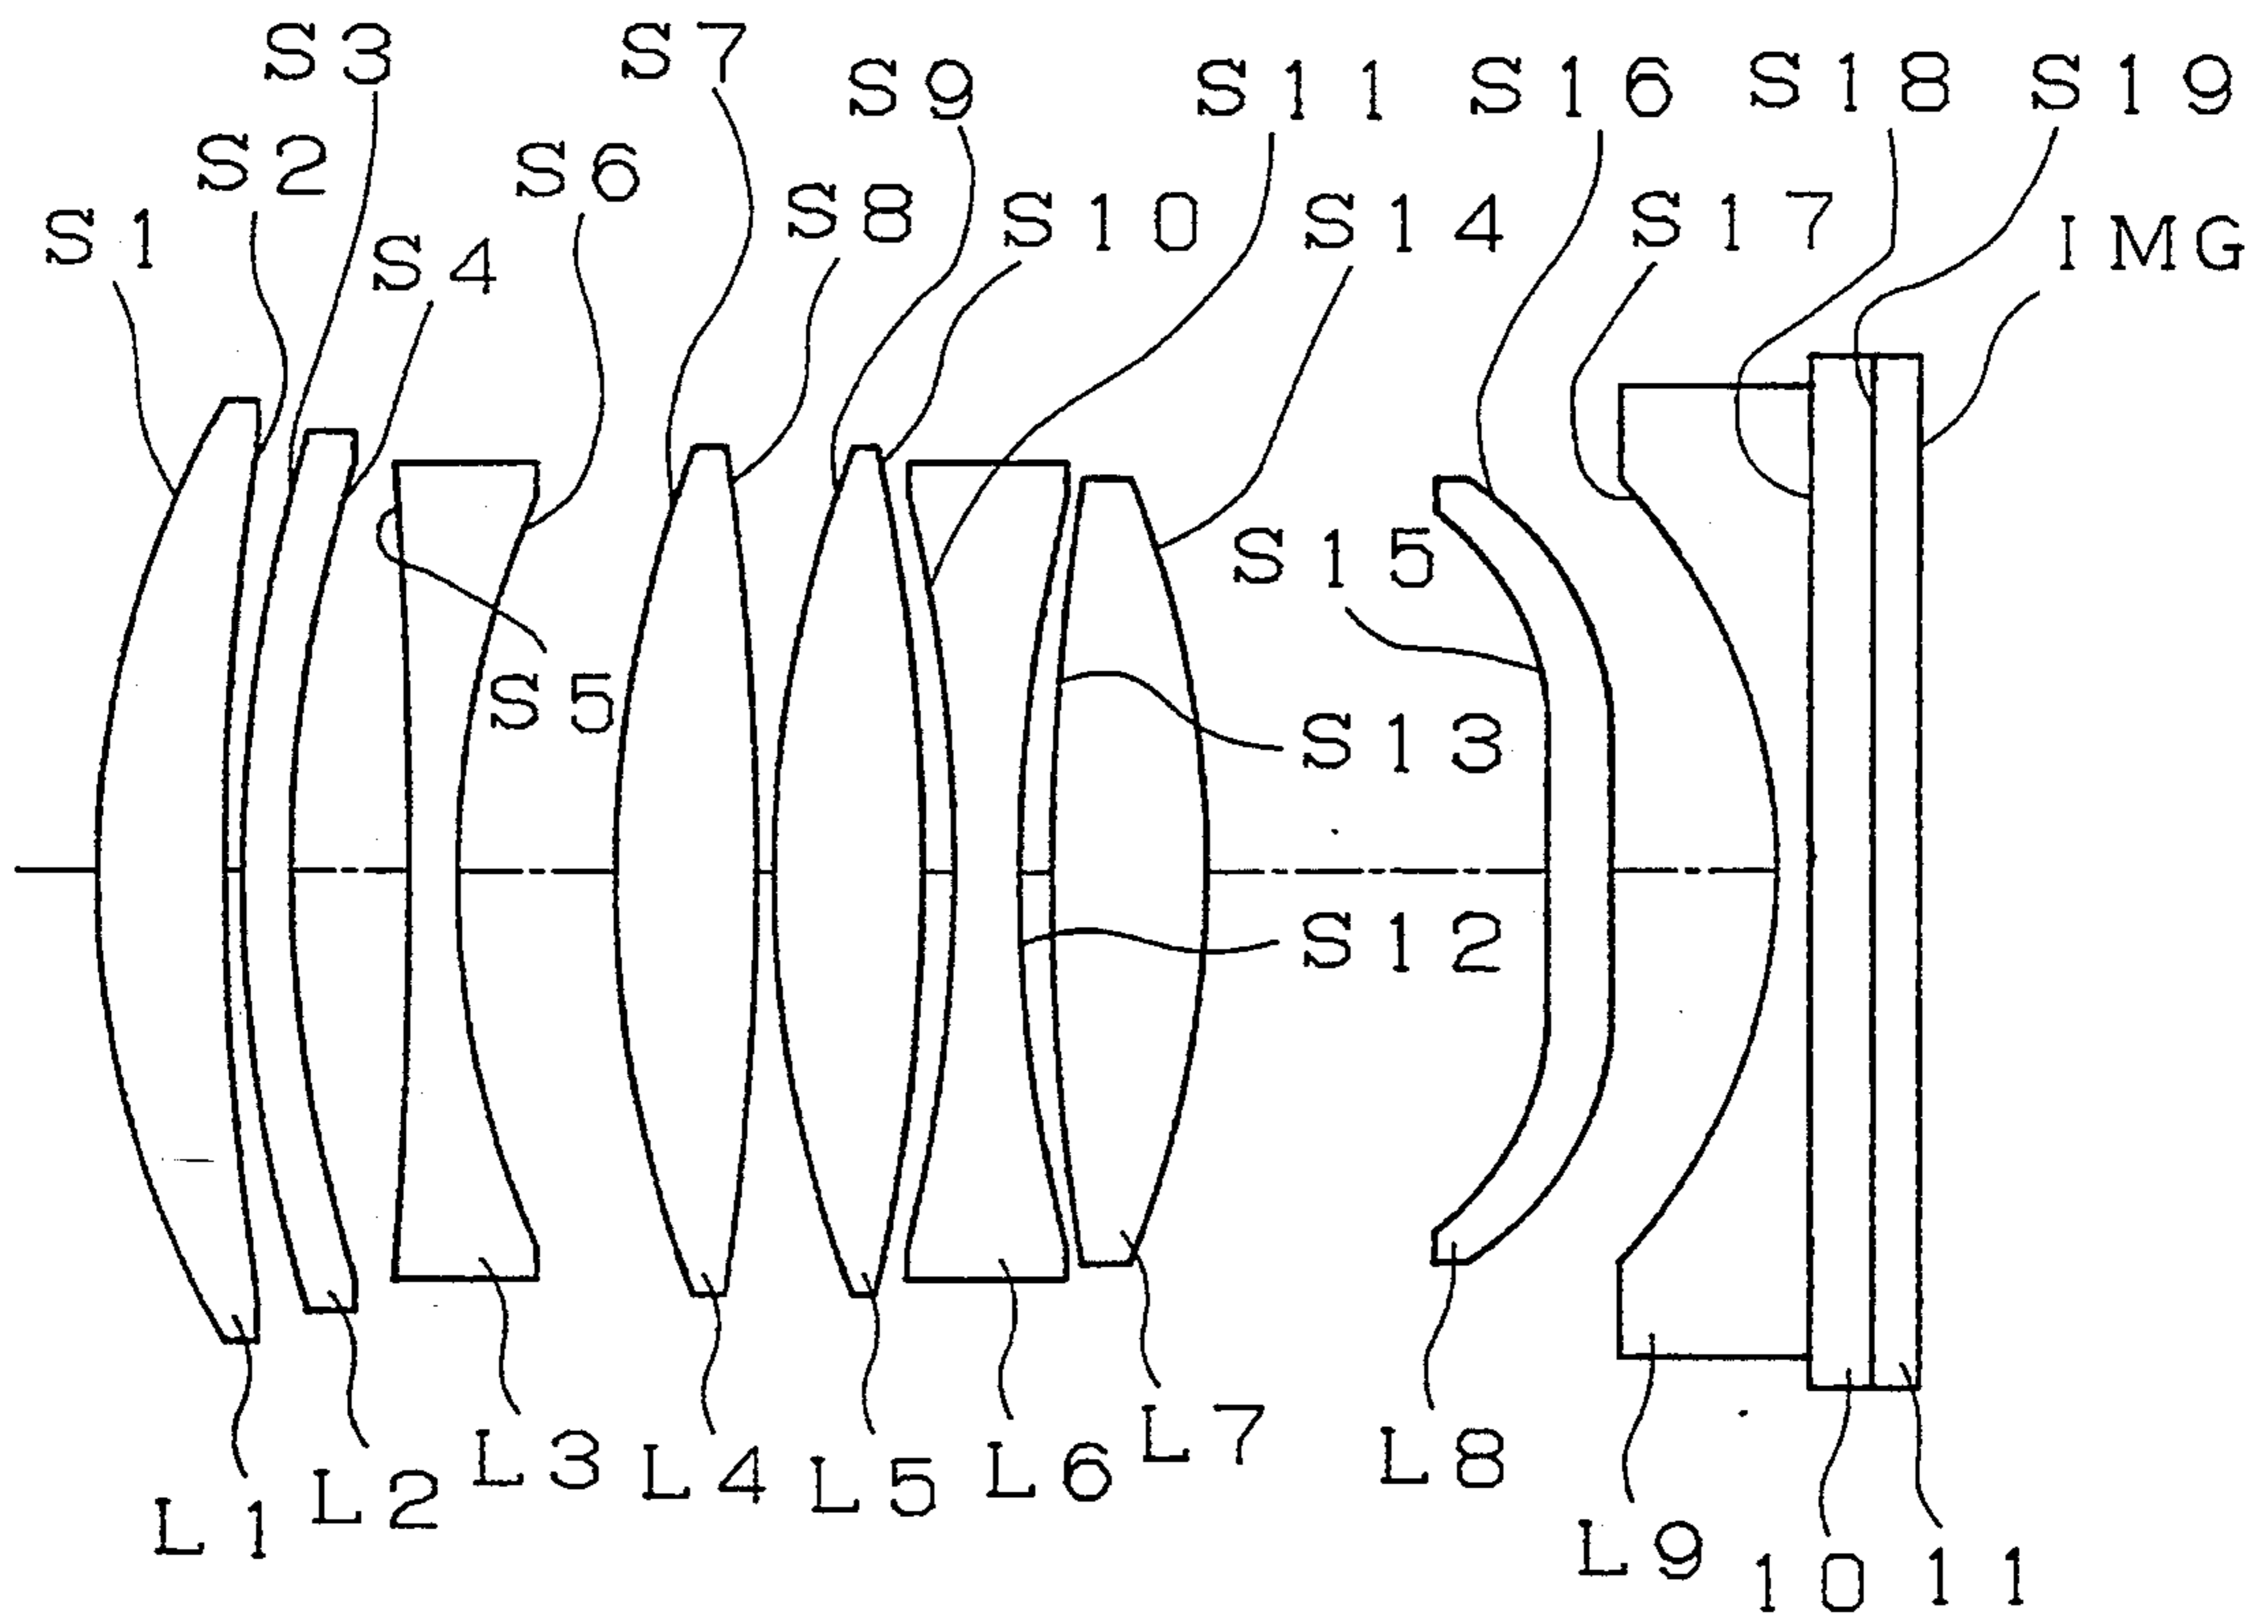 S3 S7 S9 S11 S16 S18 S19
S1 S2 S4 S6 S8 S10 S14 S17 IMG
S15
S5
S13
S12
L1 L2 L3 L4 L5 L6 L7 L8 L9 10 11